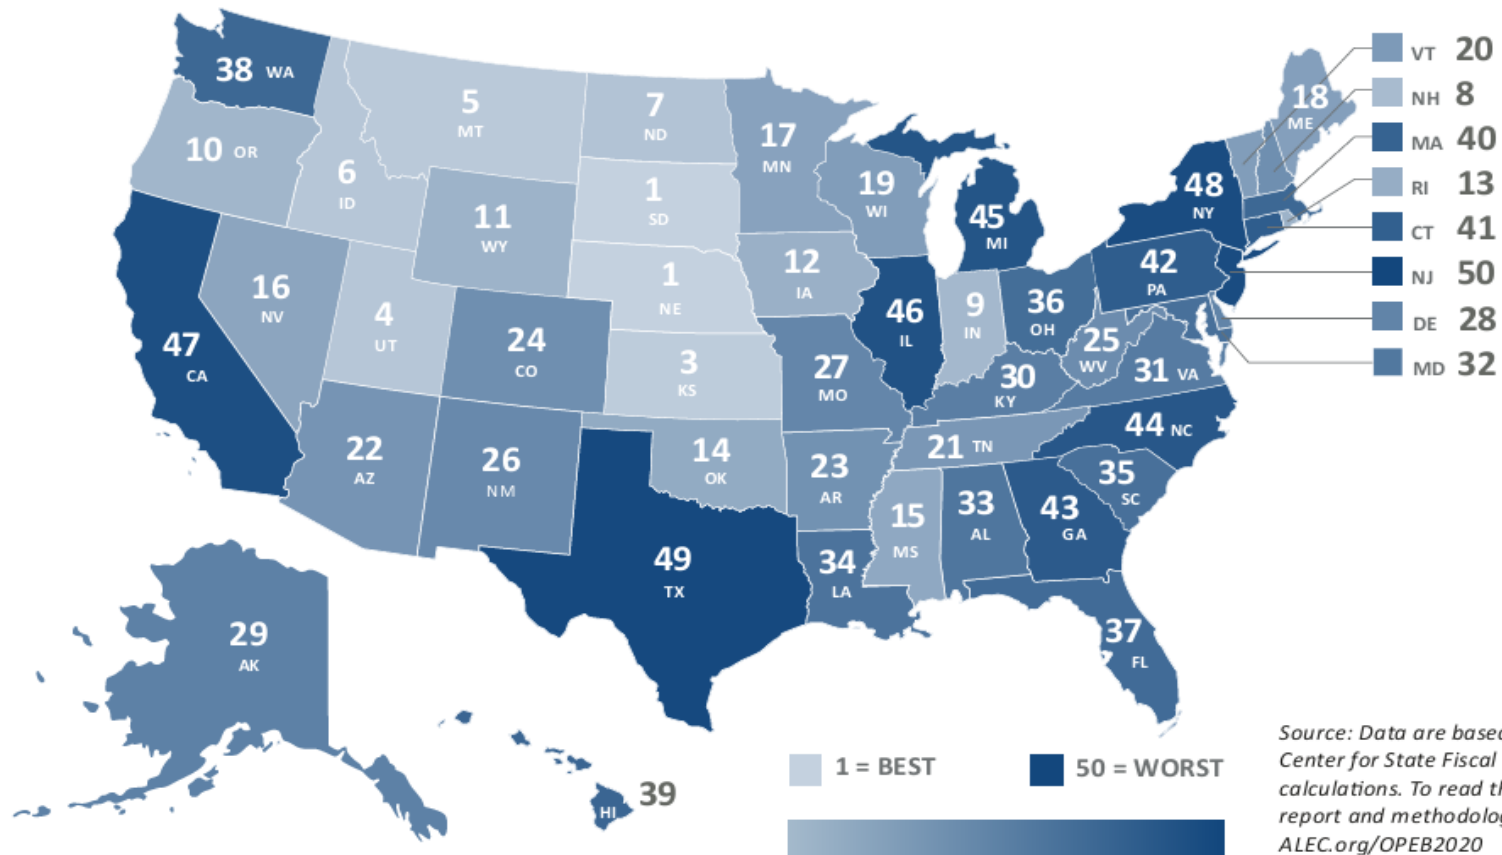 38 WA
10 OR
5
MT
6
ID
7
ND
1
SD
11
WY
17
MN
19
WI
45
MI
18
ME
48
NY
VT 20
NH 8
MA 40
RI 13
CT 41
NJ 50
DE 28
MD 32
47
CA
16
NV
4
UT
24
CO
1
NE
3
KS
12
IA
27
MO
46
IL
9
IN
36
OH
42
PA
25
WV
31 VA
30
KY
44 NC
21 TN
35
SC
22
AZ
26
NM
14
OK
23
AR
15
MS
33
AL
43
GA
49
TX
34
LA
37
FL
29
AK
HI 39
1 = BEST
50 = WORST
Source: Data are based
Center for State Fiscal
calculations. To read th
report and methodolog
ALEC.org/OPEB2020